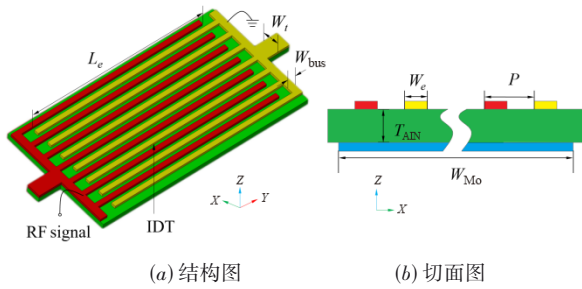 W_t
L_e
W_bus
RF signal
IDT
Z
X
Y
(a) 结构图
W_e
P
T_AlN
W_Mo
Z
X
(b) 切面图